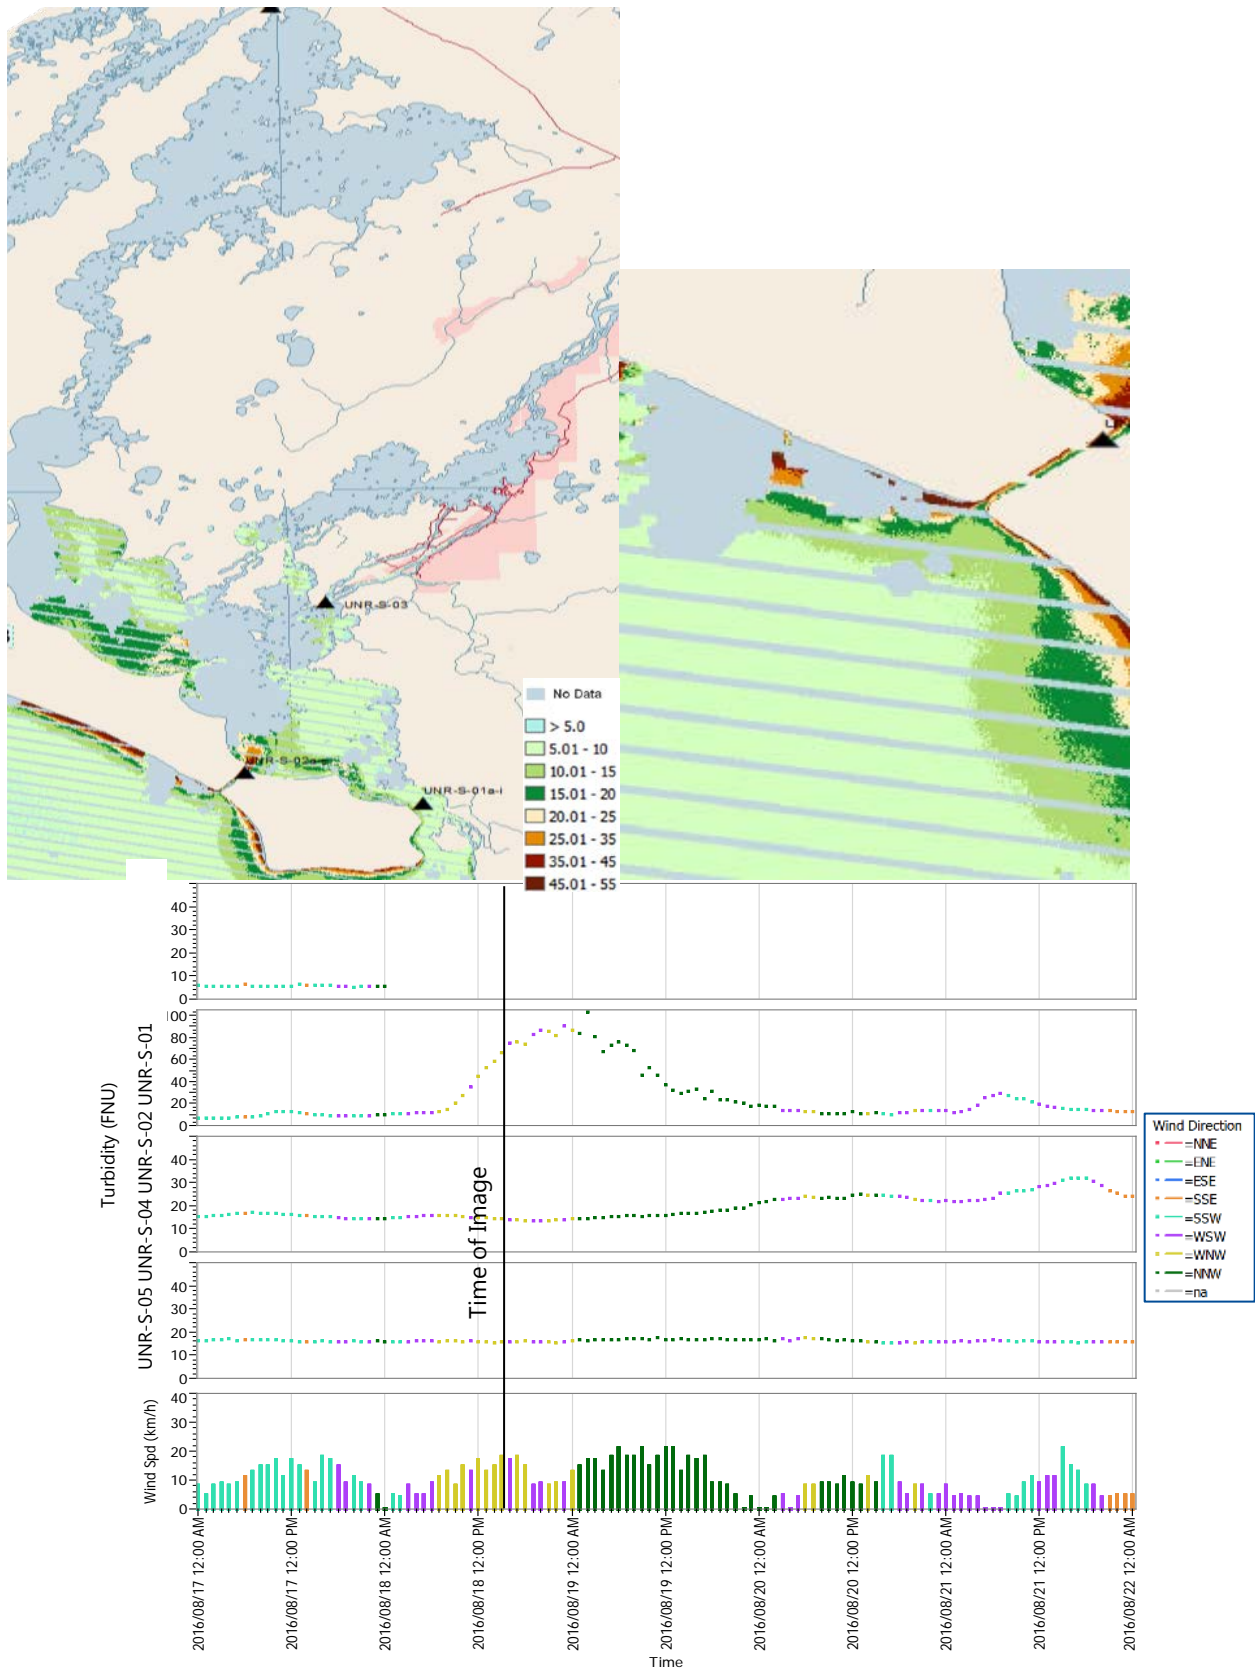 UNR-S-03
No Data
> 5.0
5.01 - 10
10.01 - 15
15.01 - 20
20.01 - 25
25.01 - 35
35.01 - 45
45.01 - 55
UNR-S-01a-i
Turbidity (FNU)
UNR-S-05 UNR-S-04 UNR-S-02 UNR-S-01
40
30
20
10
0
100
80
60
40
20
0
40
30
20
10
0
40
30
20
10
0
Time of Image
Wind Spd (km/h)
40
30
20
10
0
2016/08/17 12:00 AM
2016/08/17 12:00 PM
2016/08/18 12:00 AM
2016/08/18 12:00 PM
2016/08/19 12:00 AM
2016/08/19 12:00 PM
2016/08/20 12:00 AM
2016/08/20 12:00 PM
2016/08/21 12:00 AM
2016/08/21 12:00 PM
2016/08/22 12:00 AM
Time
Wind Direction
=NNE
=ENE
=ESE
=SSE
=SSW
=WSW
=WNW
=NNW
=na